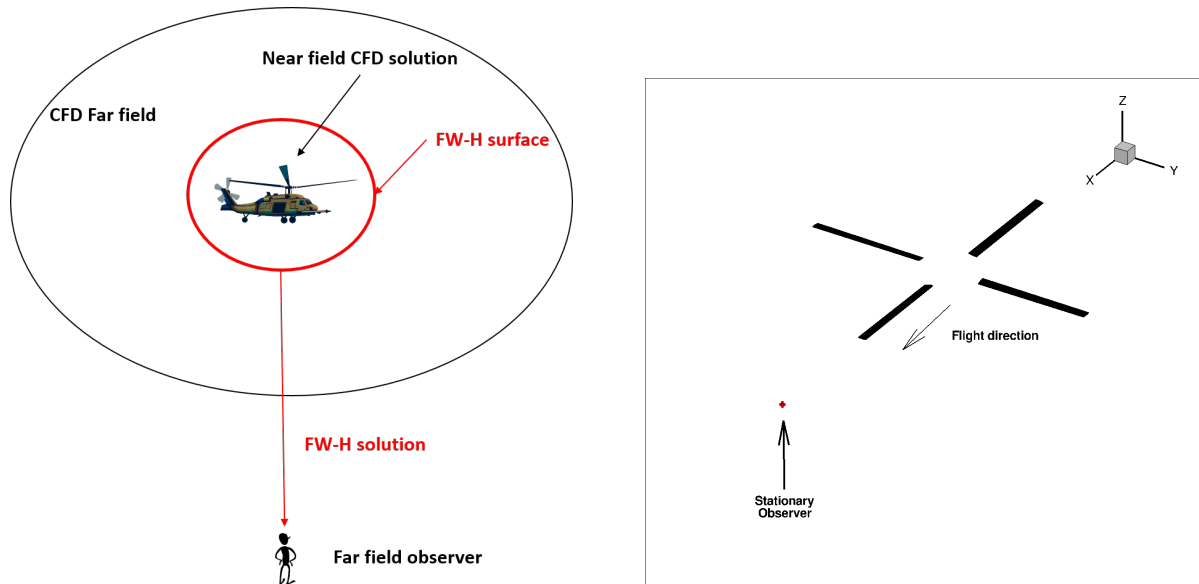 Near field CFD solution
CFD Far field
FW-H surface
FW-H solution
Far field observer
Z
X
Y
Flight direction
Stationary
Observer